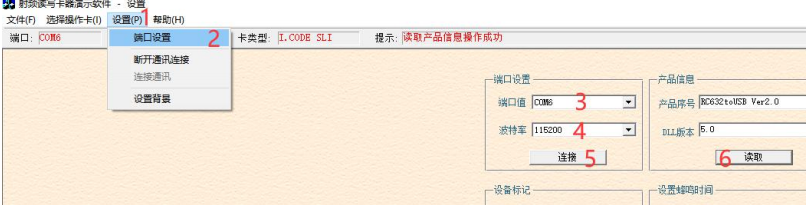 射频读写卡器演示软件 - 设置
文件(F) 选择操作卡(I) 设置(P) 1 帮助(H)
端口: COM6 端口设置 2 卡类型: I.CODE SLI 提示: 读取产品信息操作成功
断开通讯连接
连接通讯
设置背景
端口设置 产品信息
端口值 COM6 3 产品序号 RC632toUSB Ver2.0
波特率 115200 4 DLL版本 5.0
连接 5 6 读取
设备标记 设置蜂鸣时间